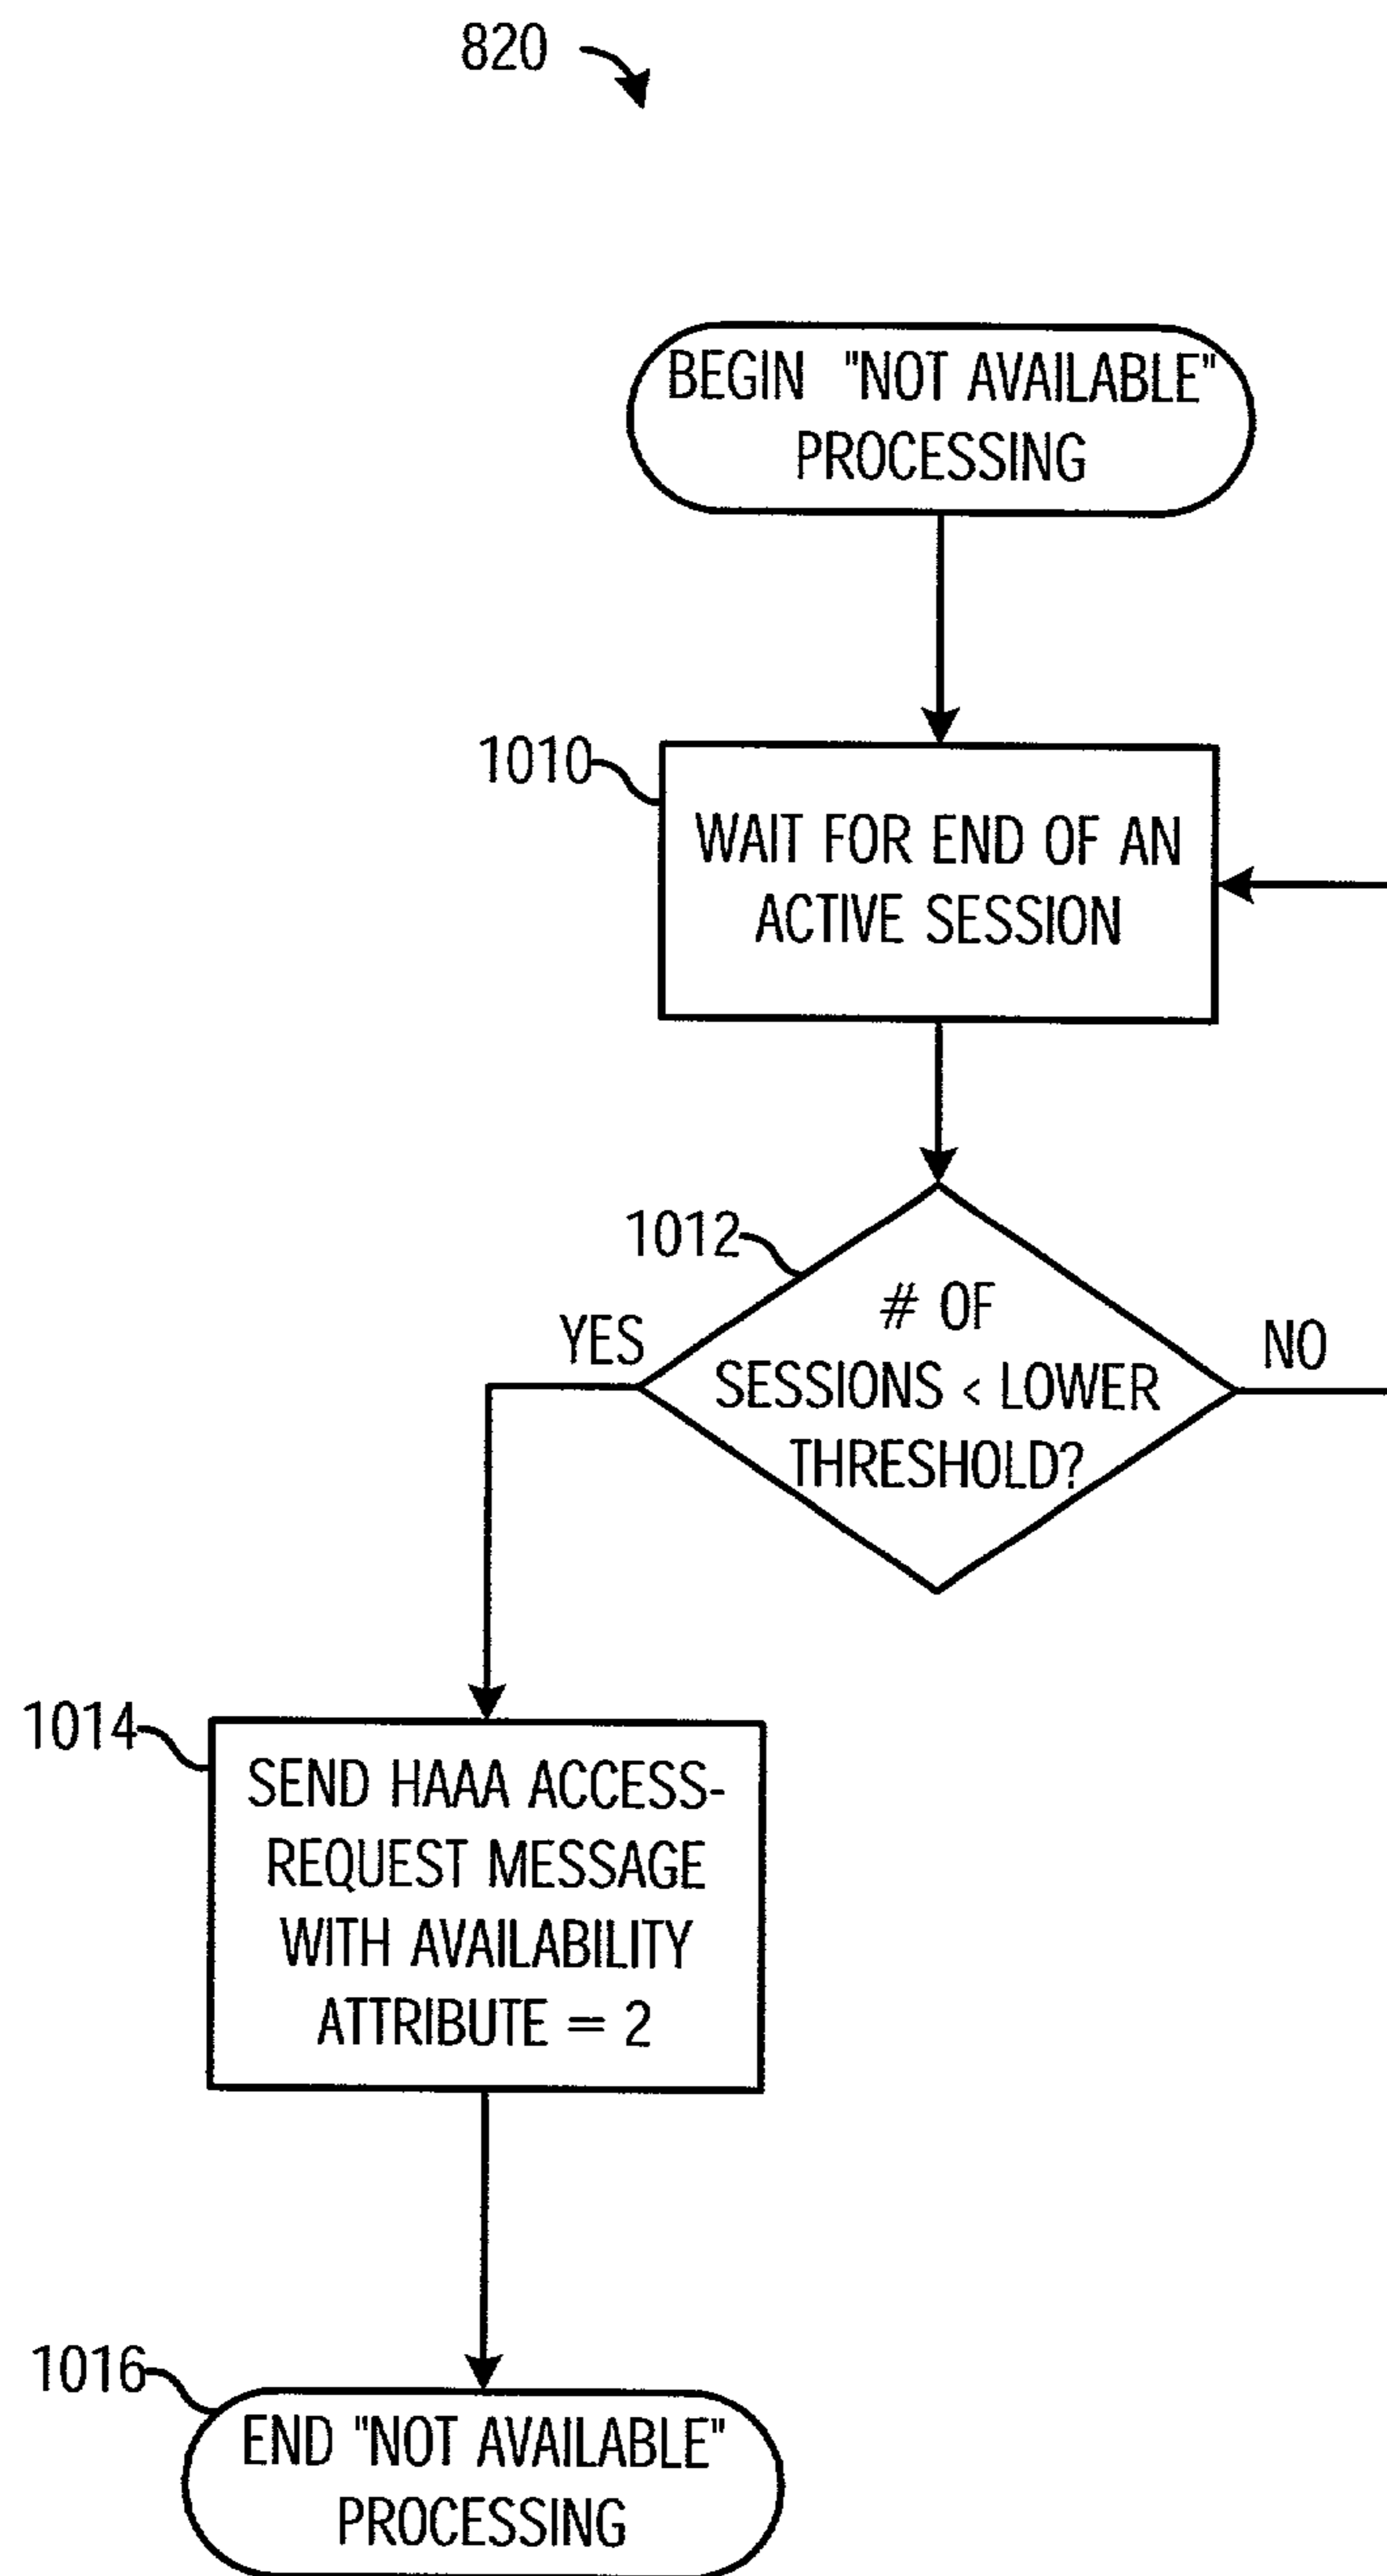 820
BEGIN "NOT AVAILABLE"
PROCESSING
1010
WAIT FOR END OF AN
ACTIVE SESSION
1012
# OF
SESSIONS < LOWER
THRESHOLD?
YES
NO
1014
SEND HAAA ACCESS-
REQUEST MESSAGE
WITH AVAILABILITY
ATTRIBUTE = 2
1016
END "NOT AVAILABLE"
PROCESSING